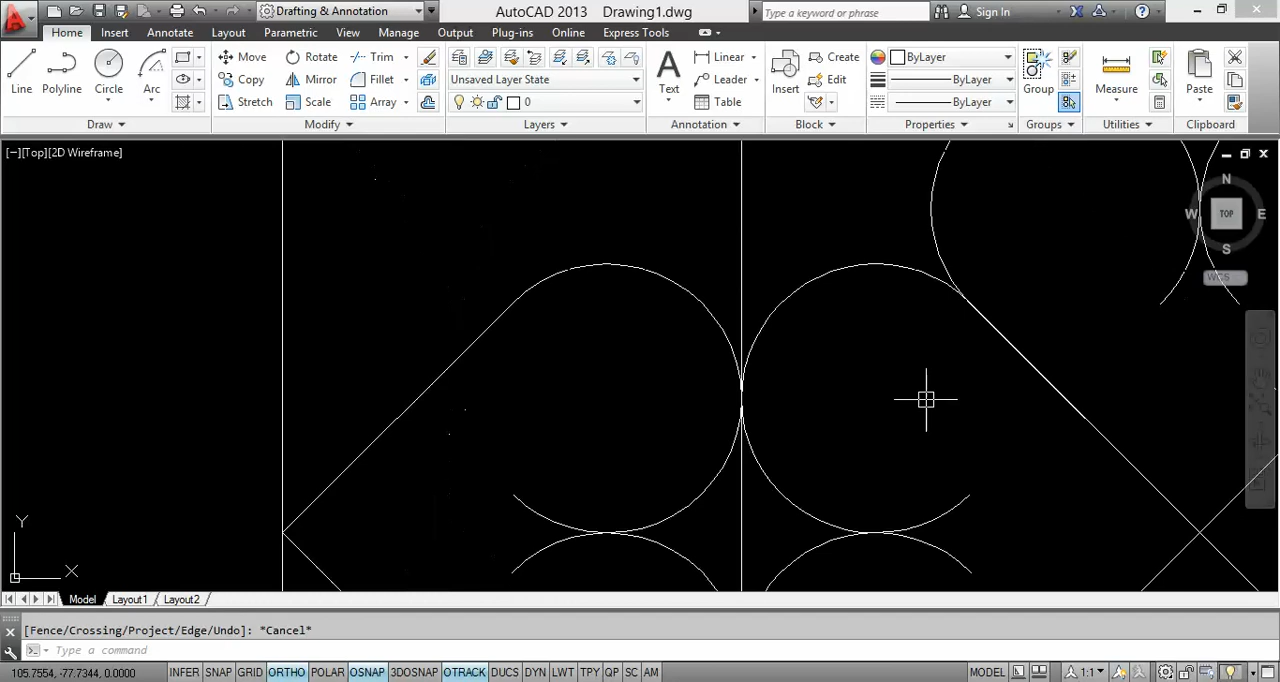 Drafting & Annotation
AutoCAD 2013 Drawing1.dwg
Type a keyword or phrase
Sign In
Home Insert Annotate Layout Parametric View Manage Output Plug-ins Online Express Tools
Line Polyline Circle Arc
Draw
Move Rotate Trim
Copy Mirror Fillet
Stretch Scale Array
Modify
Unsaved Layer State
0
Layers
Text
Linear
Leader
Table
Annotation
Insert
Create
Edit
Block
ByLayer
ByLayer
ByLayer
Properties
Group
Groups
Measure
Utilities
Paste
Clipboard
[−][Top][2D Wireframe]
N
W TOP E
S
WCS
Y
X
Model Layout1 Layout2
[Fence/Crossing/Project/Edge/Undo]: *Cancel*
Type a command
105.7554, -77.7344, 0.0000
INFER SNAP GRID ORTHO POLAR OSNAP 3DOSNAP OTRACK DUCS DYN LWT TPY QP SC AM
MODEL 1:1